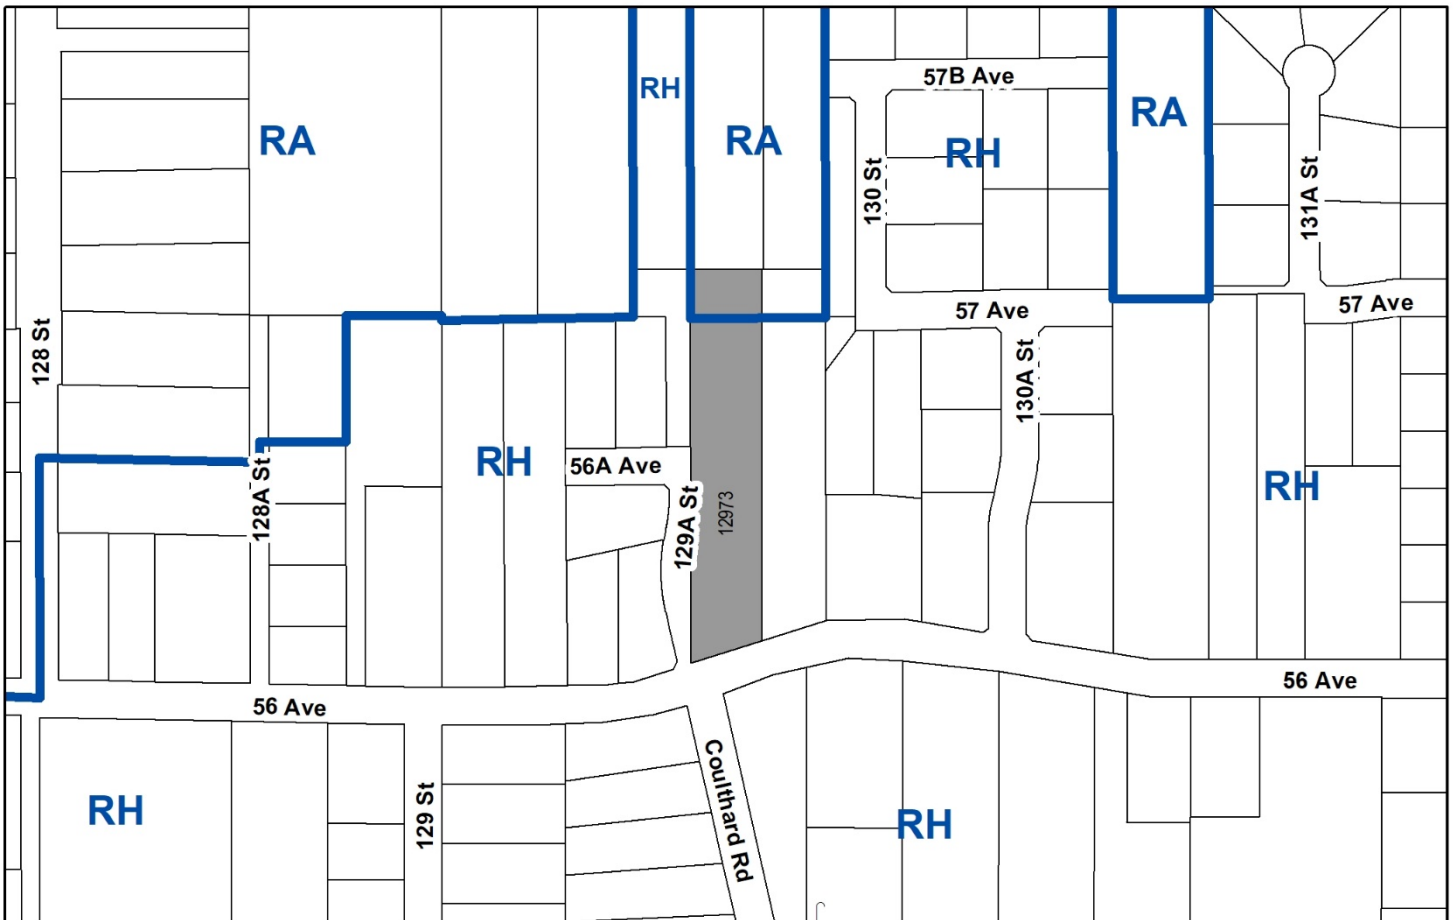 57B Ave
RH
RA
RA
RA
RH
130 St
131A St
57 Ave
57 Ave
128 St
130A St
RH
56A Ave
RH
128A St
129A St
12973
56 Ave
56 Ave
RH
129 St
Coulthard Rd
RH